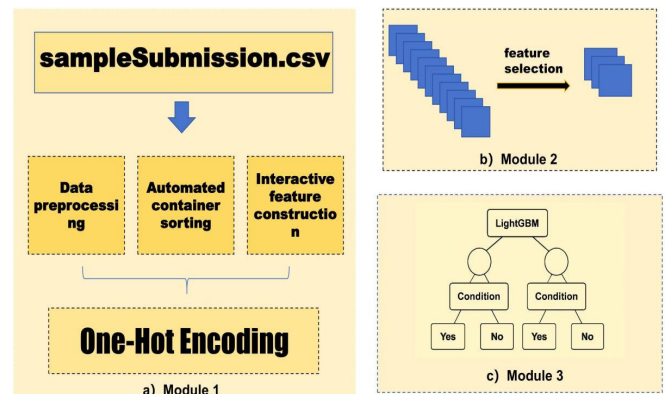 sampleSubmission.csv
Data
preprocessi
ng
Automated
container
sorting
Interactive
feature
constructio
n
One-Hot Encoding
a) Module 1
feature
selection
b) Module 2
LightGBM
Condition
Condition
Yes
No
Yes
No
c) Module 3